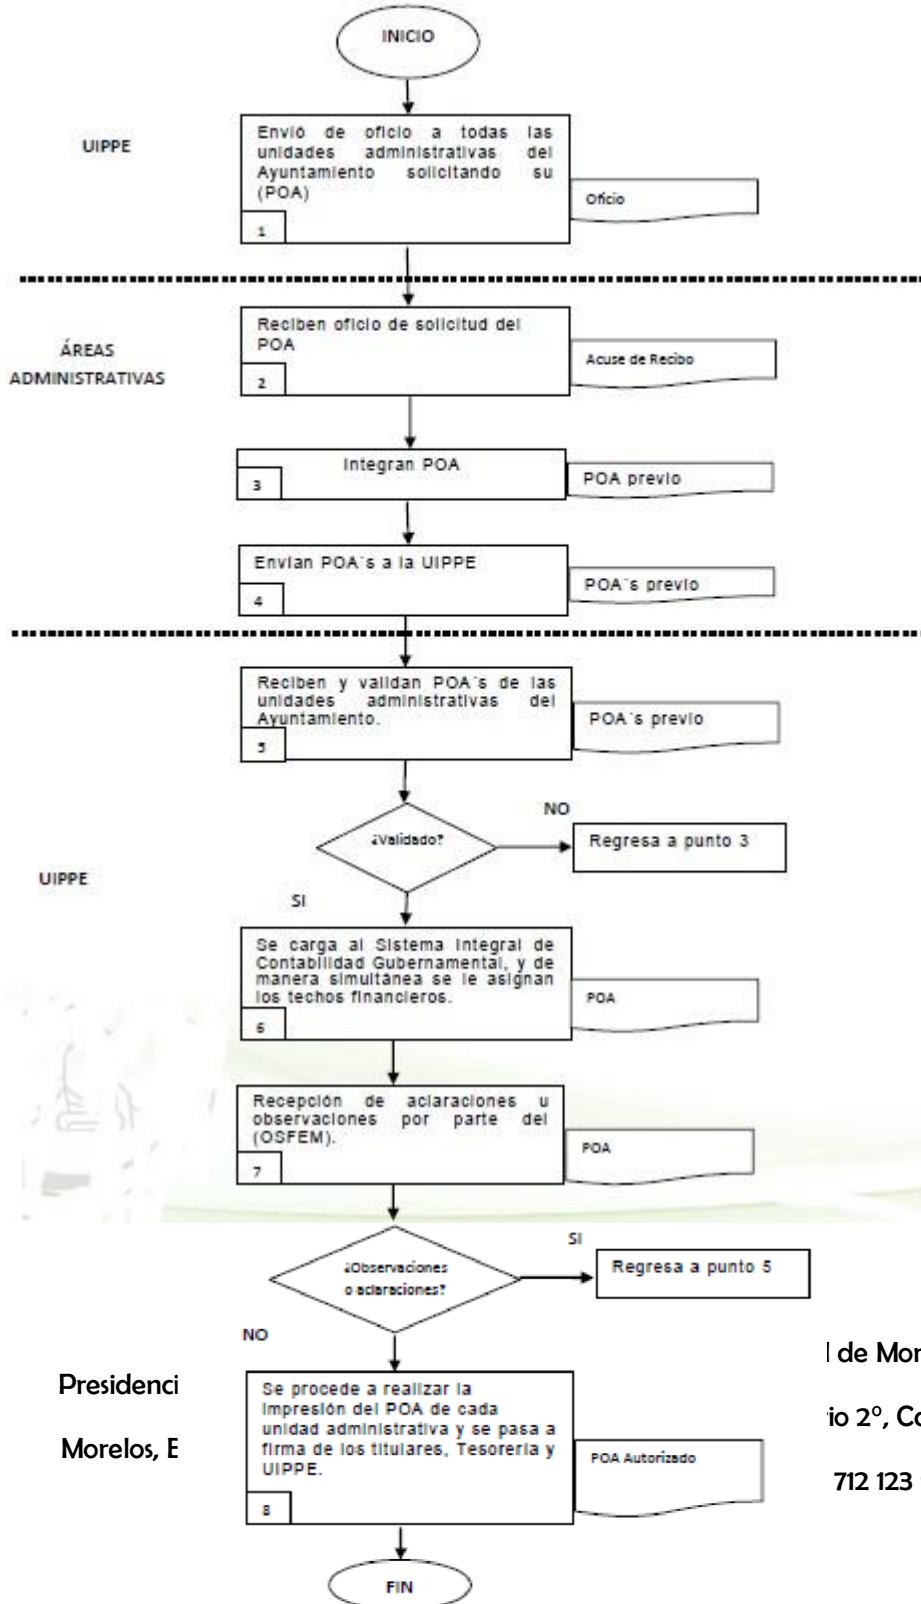 INICIO
UIPPE
Envió de oficio a todas las
unidades administrativas del
Ayuntamiento solicitando su
(POA)
1
Oficio
ÁREAS
ADMINISTRATIVAS
Reciben oficio de solicitud del
POA
2
Acuse de Recibo
Integran POA
3
POA previo
Envían POA´s a la UIPPE
4
POA´s previo
Reciben y validan POA´s de las
unidades administrativas del
Ayuntamiento.
5
POA´s previo
¿Validado?
NO
Regresa a punto 3
UIPPE
SI
Se carga al Sistema Integral de
Contabilidad Gubernamental, y de
manera simultánea se le asignan
los techos financieros.
6
POA
Recepción de aclaraciones u
observaciones por parte del
(OSFEM).
7
POA
¿Observaciones
o aclaraciones?
SI
Regresa a punto 5
NO
Se procede a realizar la
impresión del POA de cada
unidad administrativa y se pasa a
firma de los titulares, Tesorería y
UIPPE.
8
POA Autorizado
Presidenci
l de Mor
Morelos, E
io 2º, Co
712 123
FIN